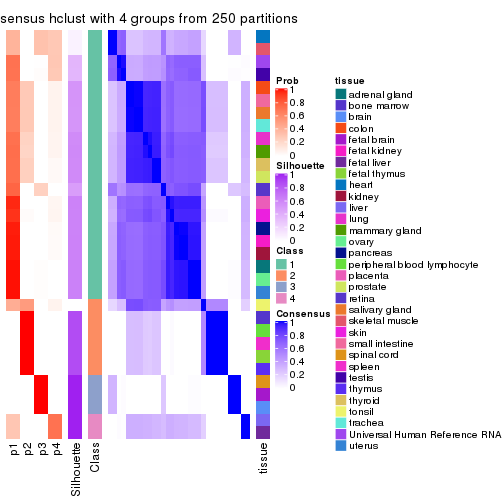 sensus hclust with 4 groups from 250 partitions
Prob
1
0.8
0.6
0.4
0.2
0
Silhouette
1
0.8
0.6
0.4
0.2
0
Class
1
2
3
4
Consensus
1
0.8
0.6
0.4
0.2
0
tissue
adrenal gland
bone marrow
brain
colon
fetal brain
fetal kidney
fetal liver
fetal thymus
heart
kidney
liver
lung
mammary gland
ovary
pancreas
peripheral blood lymphocyte
placenta
prostate
retina
salivary gland
skeletal muscle
skin
small intestine
spinal cord
spleen
testis
thymus
thyroid
tonsil
trachea
Universal Human Reference RNA
uterus
p1
p2
p3
p4
Silhouette
Class
tissue